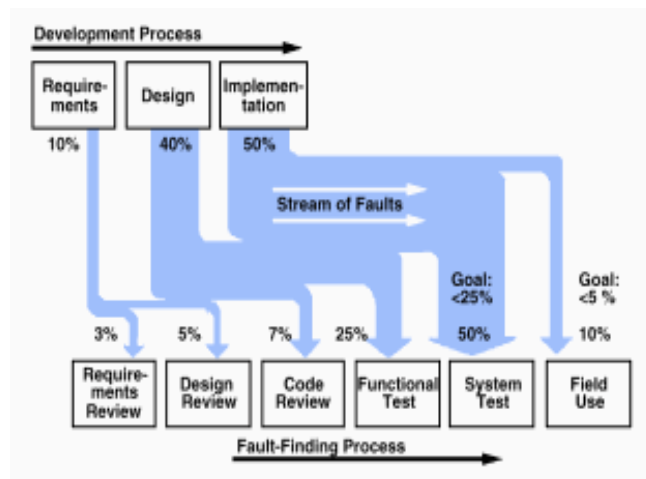 Development Process
Require-
ments
Design
Implemen-
tation
10%
40%
50%
Stream of Faults
Goal:
<25%
Goal:
<5 %
3%
5%
7%
25%
50%
10%
Require-
ments
Review
Design
Review
Code
Review
Functional
Test
System
Test
Field
Use
Fault-Finding Process